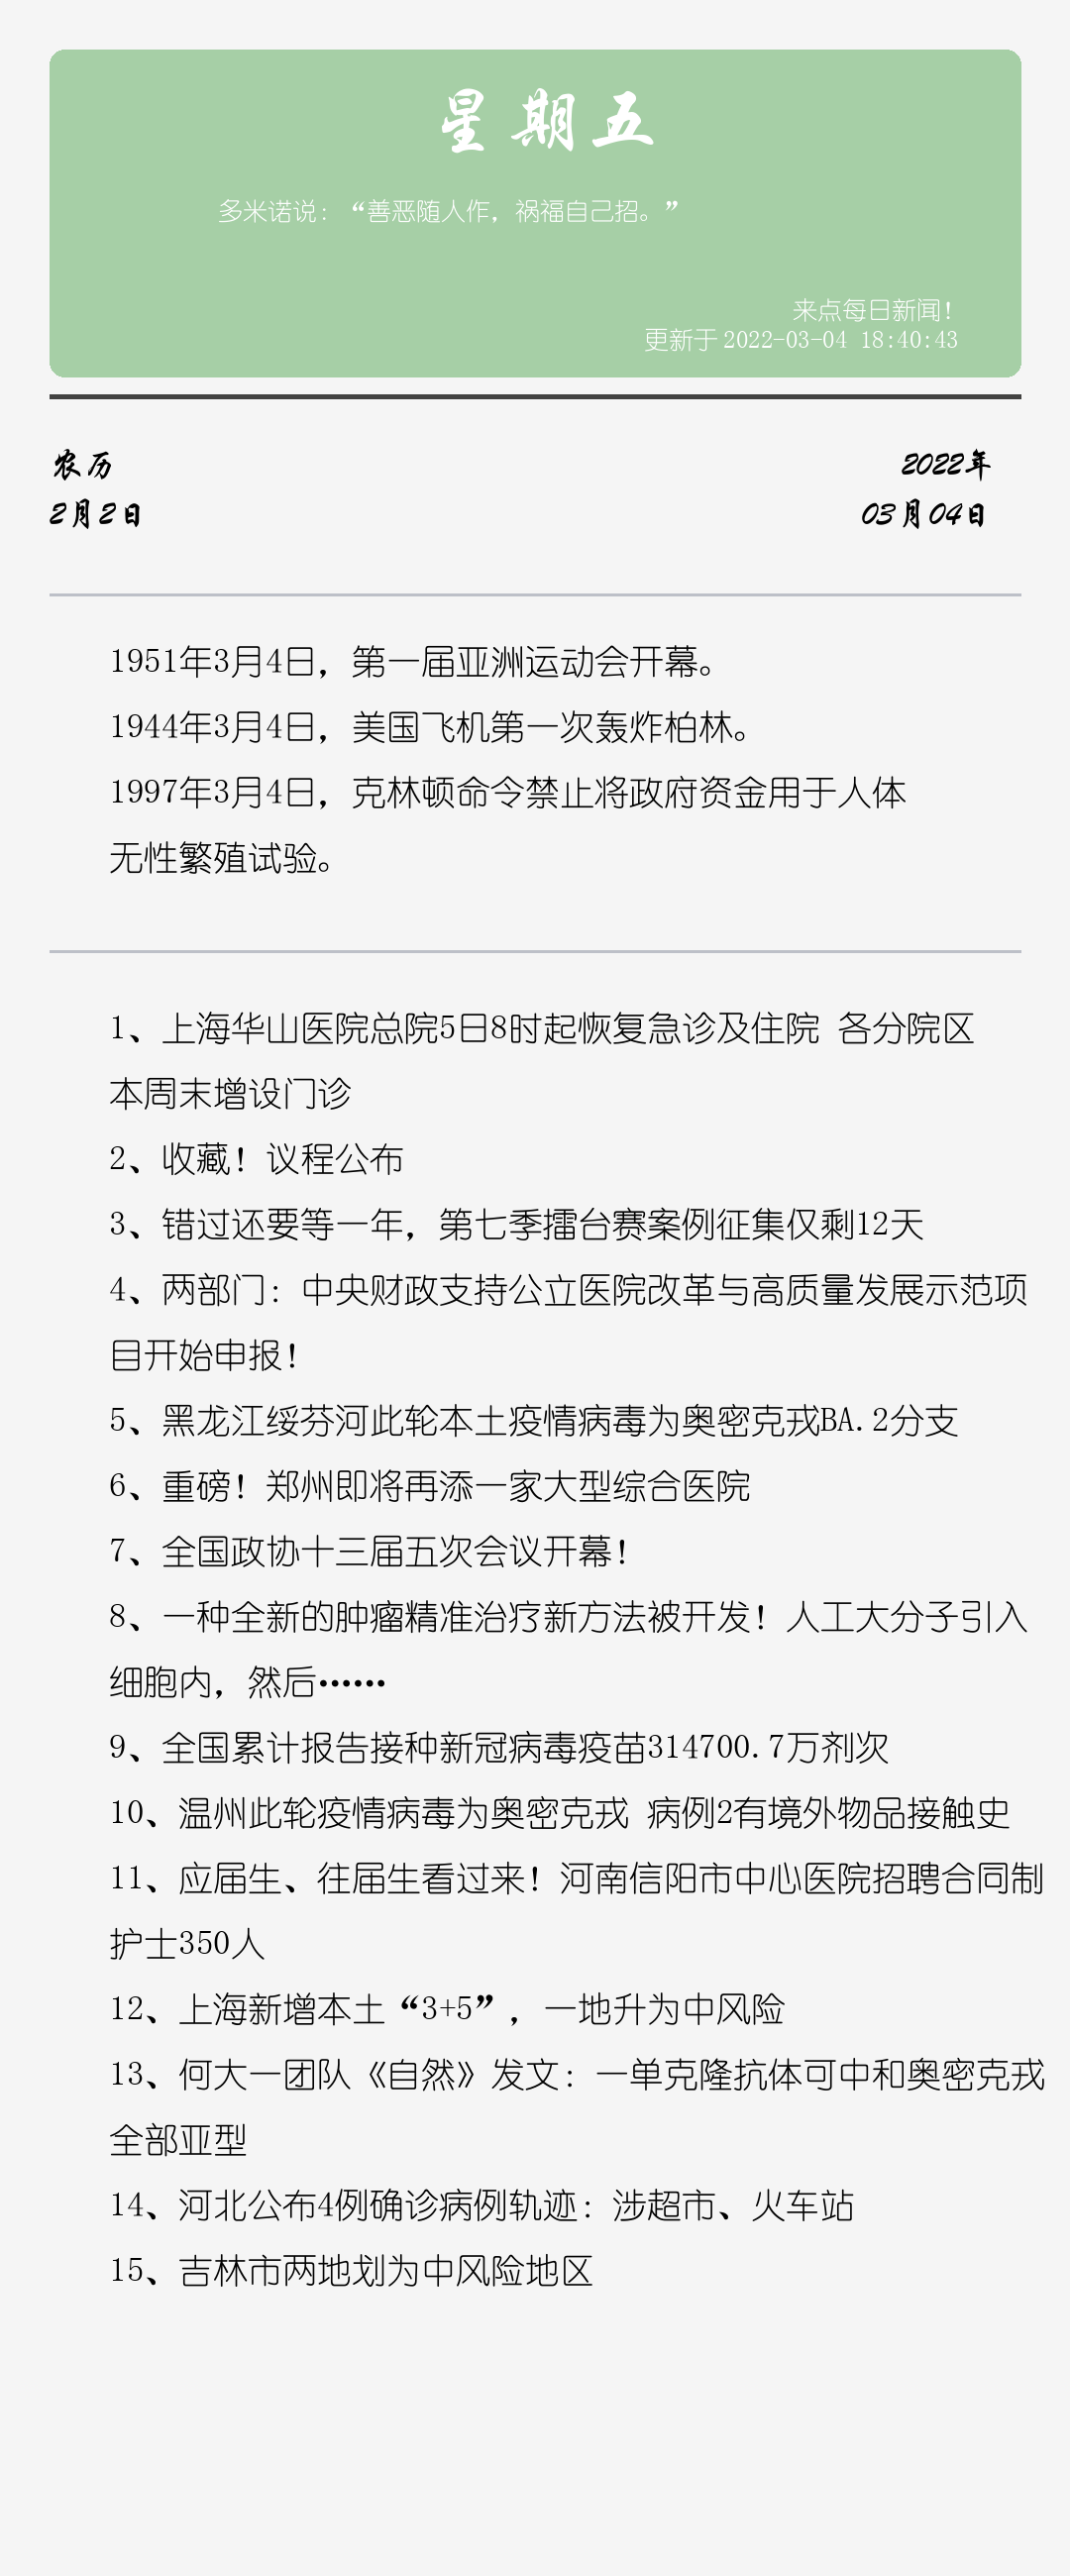 星期五
多米诺说：“善恶随人作，祸福自己招。”
来点每日新闻！
更新于 2022-03-04 18:40:43
农历
2022年
2月2日
03月04日
1951年3月4日，第一届亚洲运动会开幕。
1944年3月4日，美国飞机第一次轰炸柏林。
1997年3月4日，克林顿命令禁止将政府资金用于人体
无性繁殖试验。
1、上海华山医院总院5日8时起恢复急诊及住院 各分院区
本周末增设门诊
2、收藏！议程公布
3、错过还要等一年，第七季擂台赛案例征集仅剩12天
4、两部门：中央财政支持公立医院改革与高质量发展示范项
目开始申报！
5、黑龙江绥芬河此轮本土疫情病毒为奥密克戎BA.2分支
6、重磅！郑州即将再添一家大型综合医院
7、全国政协十三届五次会议开幕！
8、一种全新的肿瘤精准治疗新方法被开发！人工大分子引入
细胞内，然后……
9、全国累计报告接种新冠病毒疫苗314700.7万剂次
10、温州此轮疫情病毒为奥密克戎 病例2有境外物品接触史
11、应届生、往届生看过来！河南信阳市中心医院招聘合同制
护士350人
12、上海新增本土“3+5”，一地升为中风险
13、何大一团队《自然》发文：一单克隆抗体可中和奥密克戎
全部亚型
14、河北公布4例确诊病例轨迹：涉超市、火车站
15、吉林市两地划为中风险地区